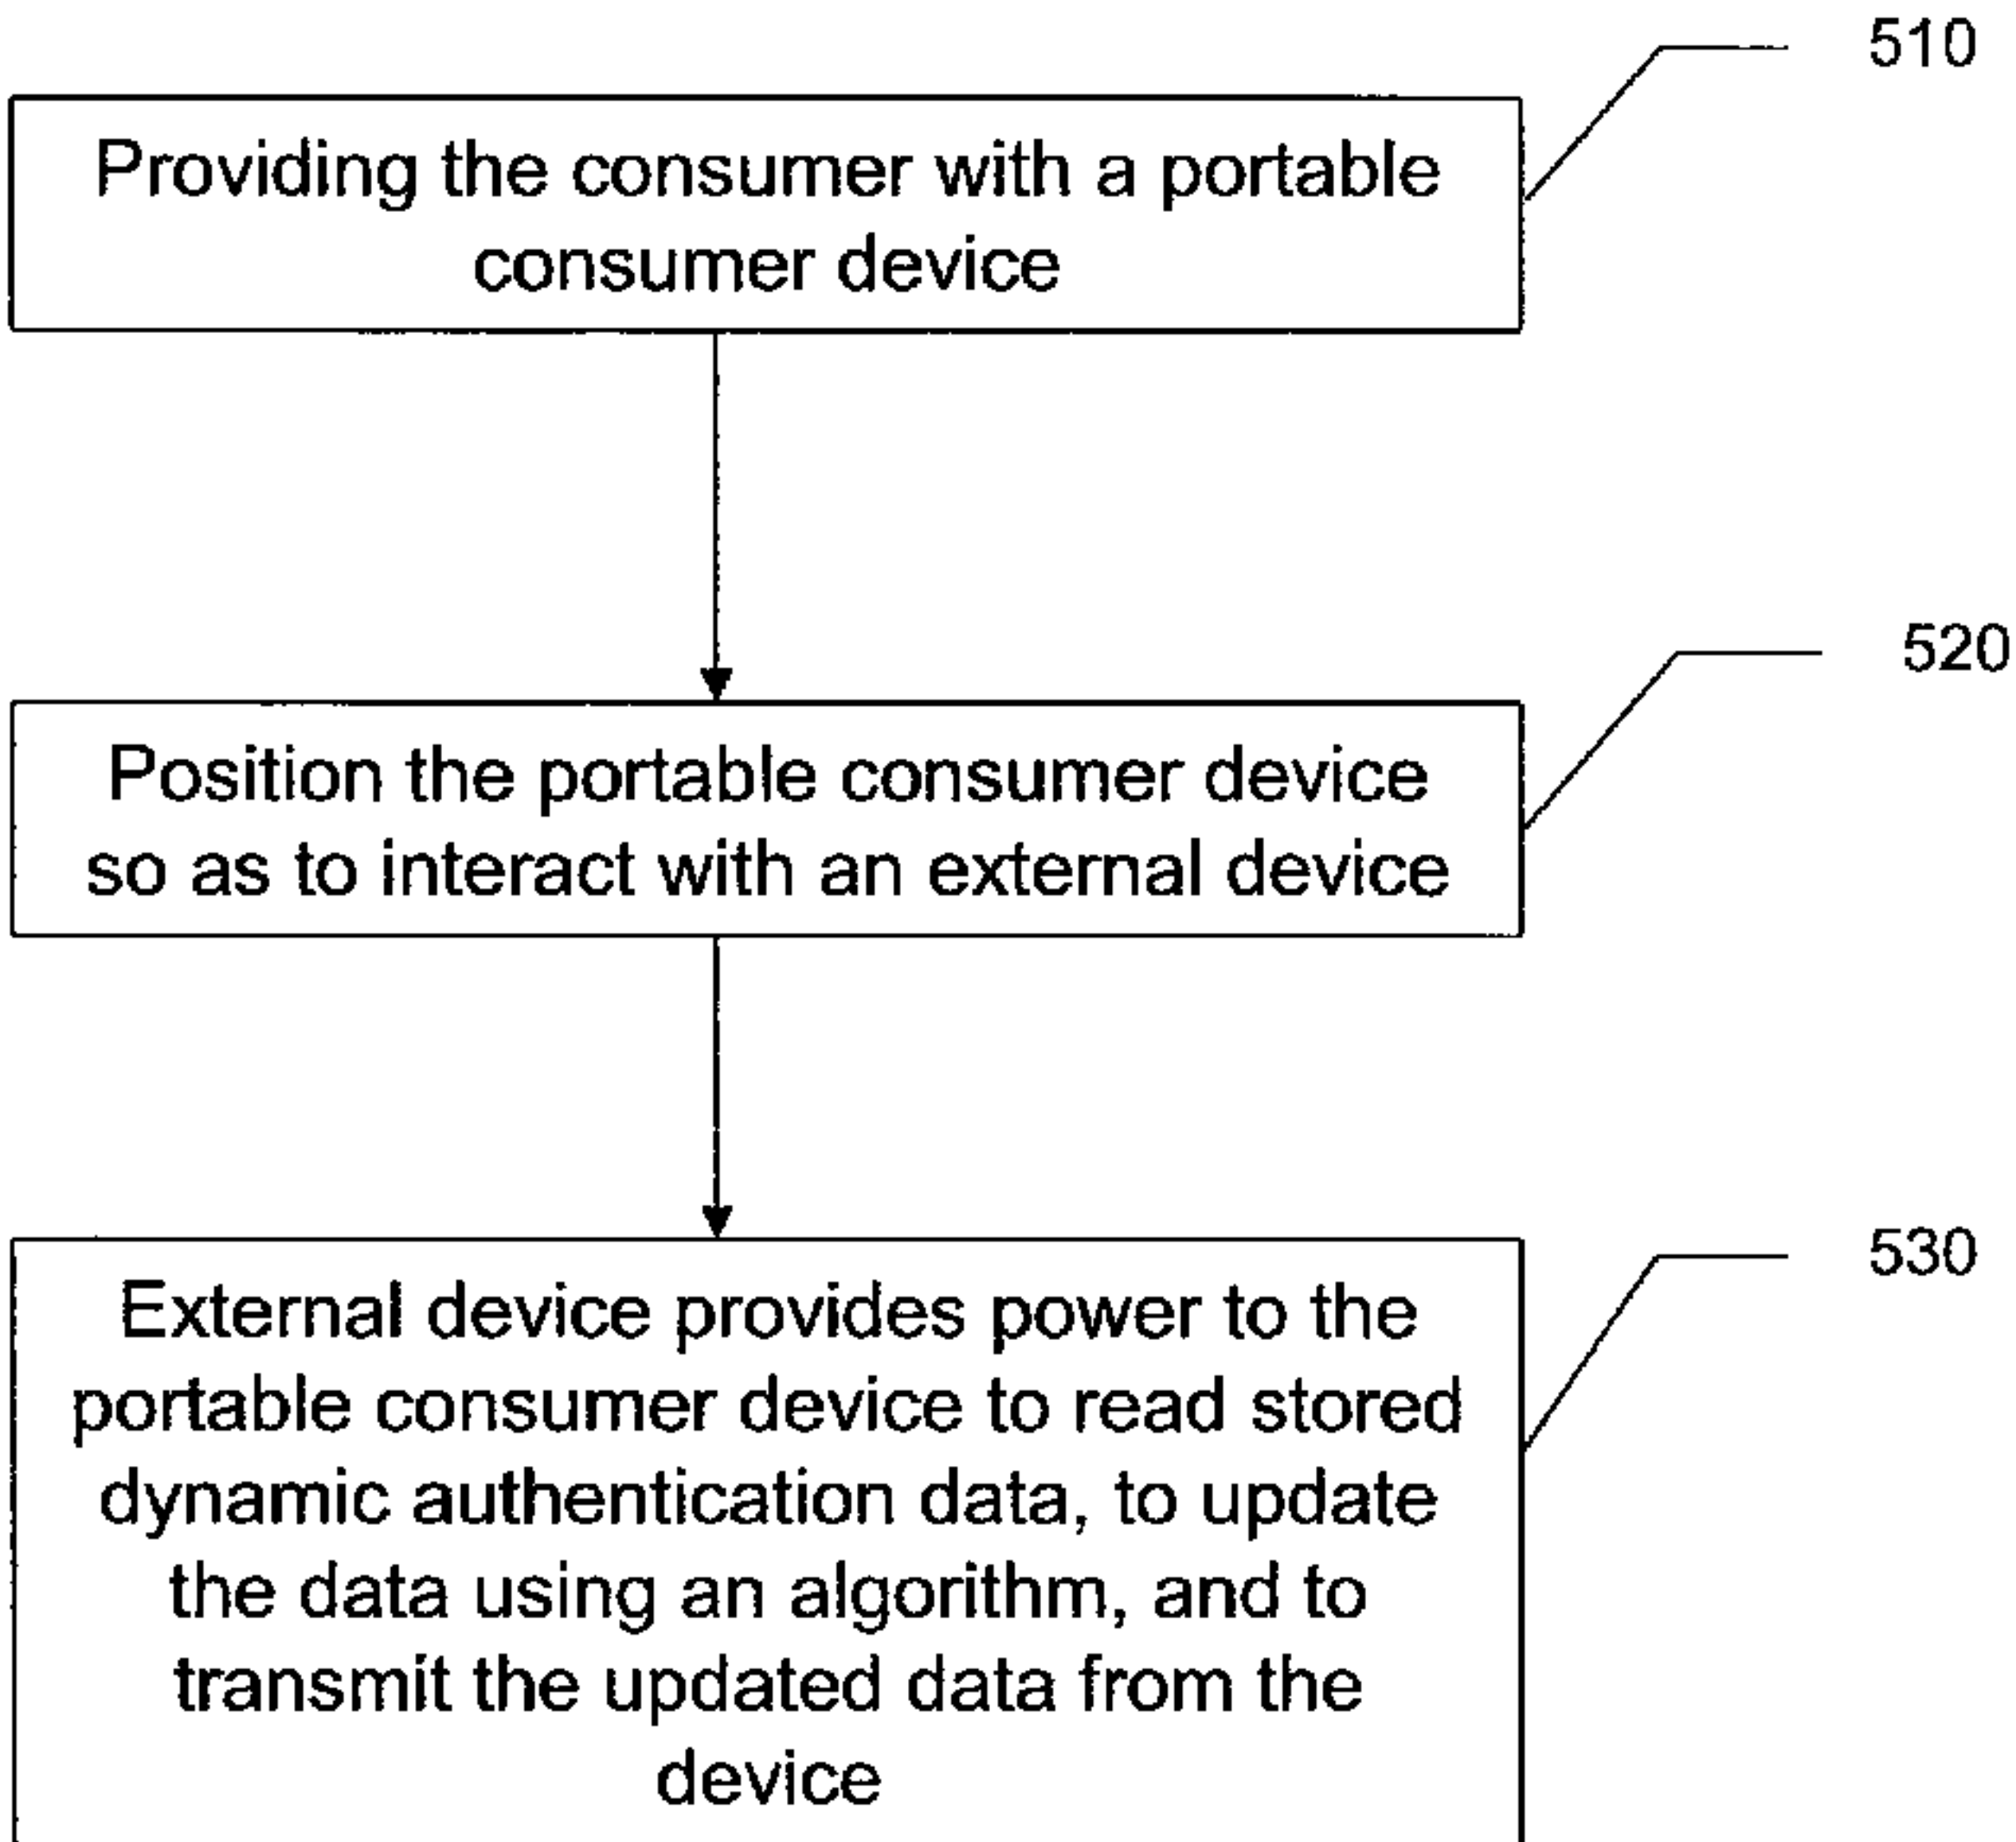 510
Providing the consumer with a portable
consumer device
520
Position the portable consumer device
so as to interact with an external device
530
External device provides power to the
portable consumer device to read stored
dynamic authentication data, to update
the data using an algorithm, and to
transmit the updated data from the
device